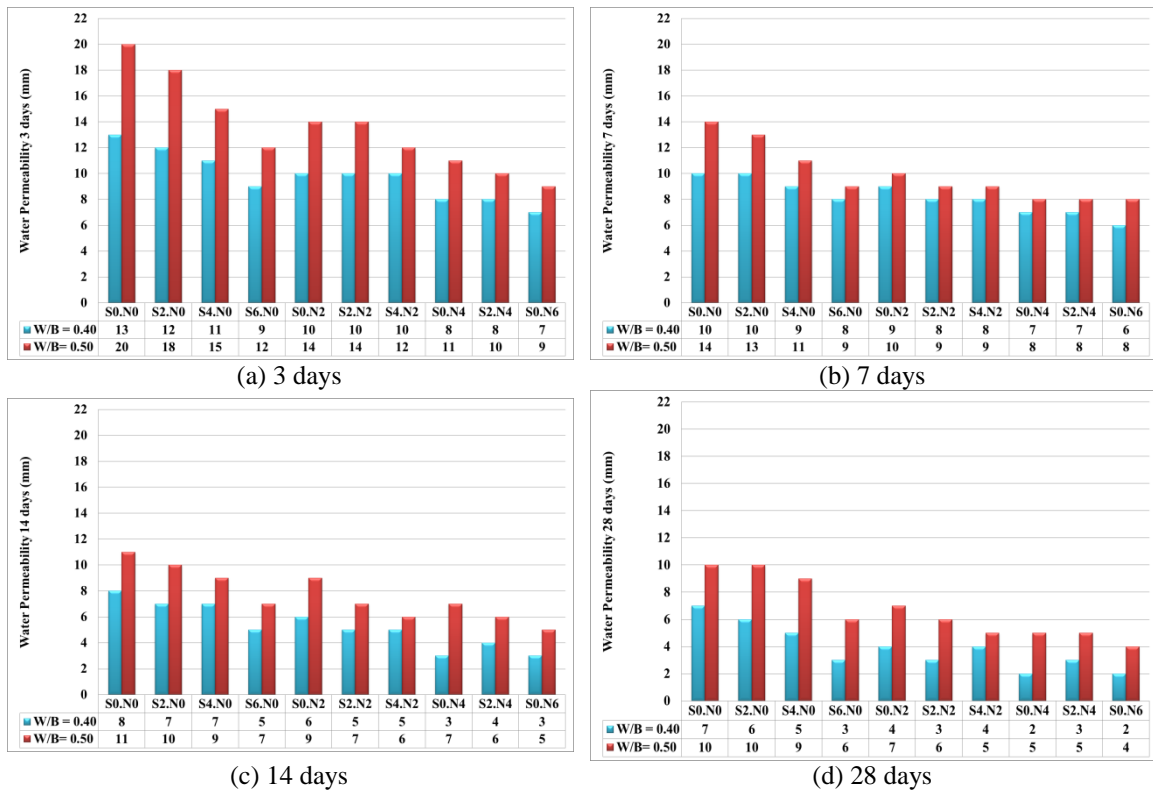 Water Permeability 3 days (mm)
22
20
18
16
14
12
10
8
6
4
2
0
S0.N0 S2.N0 S4.N0 S6.N0 S0.N2 S2.N2 S4.N2 S0.N4 S2.N4 S0.N6
W/B = 0.40 13 12 11 9 10 10 10 8 8 7
W/B= 0.50 20 18 15 12 14 14 12 11 10 9
(a) 3 days
Water Permeability 7 days (mm)
22
20
18
16
14
12
10
8
6
4
2
0
S0.N0 S2.N0 S4.N0 S6.N0 S0.N2 S2.N2 S4.N2 S0.N4 S2.N4 S0.N6
W/B = 0.40 10 10 9 8 9 8 8 7 7 6
W/B= 0.50 14 13 11 9 10 9 9 8 8 8
(b) 7 days
Water Permeability 14 days (mm)
22
20
18
16
14
12
10
8
6
4
2
0
S0.N0 S2.N0 S4.N0 S6.N0 S0.N2 S2.N2 S4.N2 S0.N4 S2.N4 S0.N6
W/B = 0.40 8 7 7 5 6 5 5 3 4 3
W/B= 0.50 11 10 9 7 9 7 6 7 6 5
(c) 14 days
Water Permeability 28 days (mm)
22
20
18
16
14
12
10
8
6
4
2
0
S0.N0 S2.N0 S4.N0 S6.N0 S0.N2 S2.N2 S4.N2 S0.N4 S2.N4 S0.N6
W/B = 0.40 7 6 5 3 4 3 4 2 3 2
W/B= 0.50 10 10 9 6 7 6 5 5 5 4
(d) 28 days